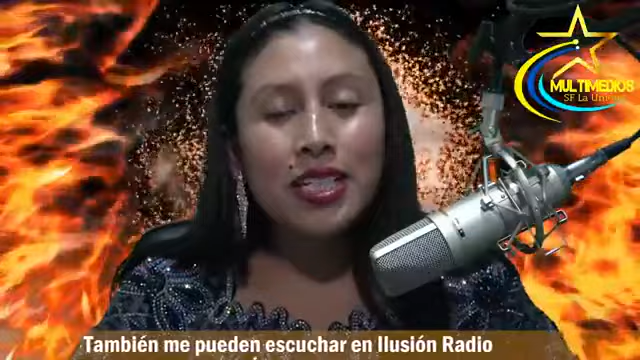 MULTIMEDIOS
SF La Unión
También me pueden escuchar en Ilusión Radio